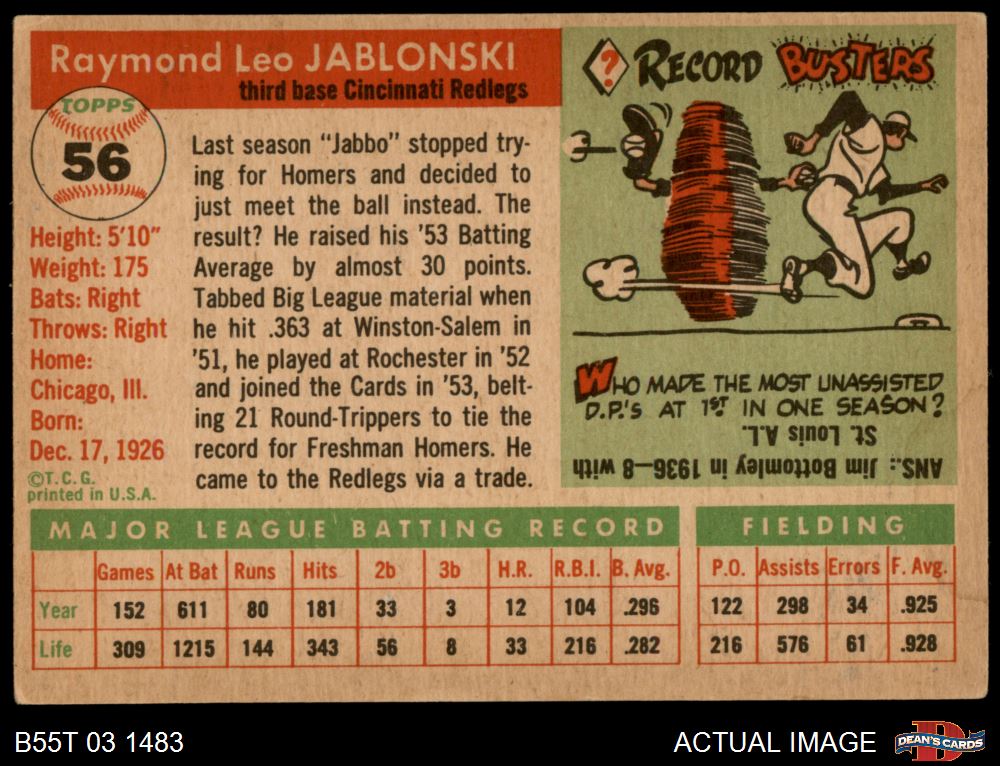 Raymond Leo JABLONSKI
third base Cincinnati Redlegs
TOPPS
56
Height: 5'10"
Weight: 175
Bats: Right
Throws: Right
Home:
Chicago, Ill.
Born:
Dec. 17, 1926
©T.C.G.
printed in U.S.A.
Last season "Jabbo" stopped try-
ing for Homers and decided to
just meet the ball instead. The
result? He raised his '53 Batting
Average by almost 30 points.
Tabbed Big League material when
he hit .363 at Winston-Salem in
'51, he played at Rochester in '52
and joined the Cards in '53, belt-
ing 21 Round-Trippers to tie the
record for Freshman Homers. He
came to the Redlegs via a trade.
? RECORD BUSTERS
WHO MADE THE MOST UNASSISTED
D.P.'S AT 1ST IN ONE SEASON?
ANS.: Jim Bottomley in 1936—8 with
St. Louis A.L.
MAJOR LEAGUE BATTING RECORD
Games At Bat Runs Hits 2b 3b H.R. R.B.I. B. Avg.
Year 152 611 80 181 33 3 12 104 .296
Life 309 1215 144 343 56 8 33 216 .282
FIELDING
P.O. Assists Errors F. Avg.
122 298 34 .925
216 576 61 .928
B55T 03 1483
ACTUAL IMAGE
DEAN'S CARDS